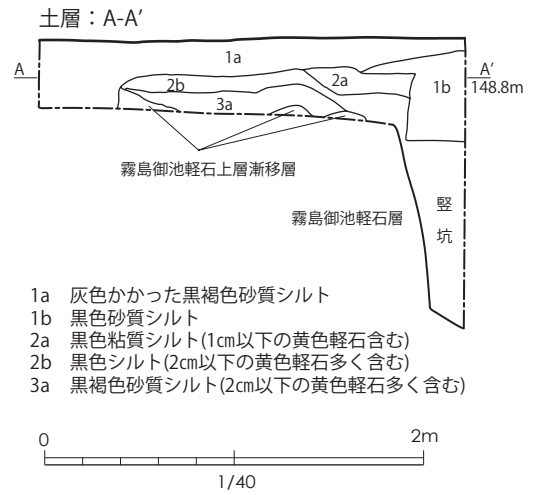 土層：A-A′
1a
A
2b
2a
A′
1b
148.8m
3a
霧島御池軽石上層漸移層
霧島御池軽石層
竪
坑
1a 灰色かかった黒褐色砂質シルト
1b 黒色砂質シルト
2a 黒色粘質シルト(1㎝以下の黄色軽石含む)
2b 黒色シルト(2㎝以下の黄色軽石多く含む)
3a 黒褐色砂質シルト(2㎝以下の黄色軽石多く含む)
0
2m
1/40